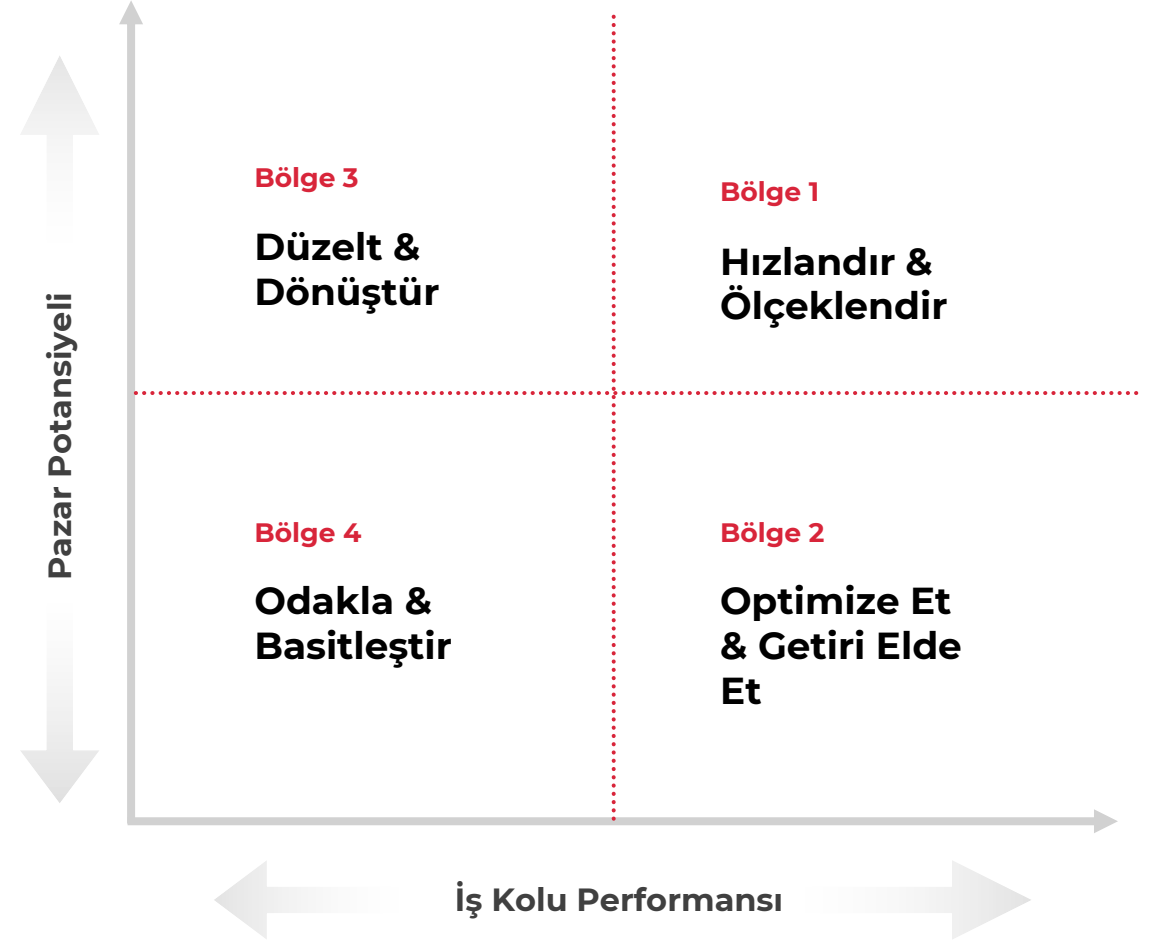 Bölge 3
Düzelt &
Dönüştür
Bölge 1
Hızlandır &
Ölçeklendir
Pazar Potansiyeli
Bölge 4
Odakla &
Basitleştir
Bölge 2
Optimize Et
& Getiri Elde
Et
İş Kolu Performansı